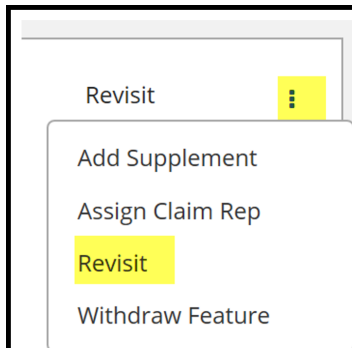 Revisit
Add Supplement
Assign Claim Rep
Revisit
Withdraw Feature